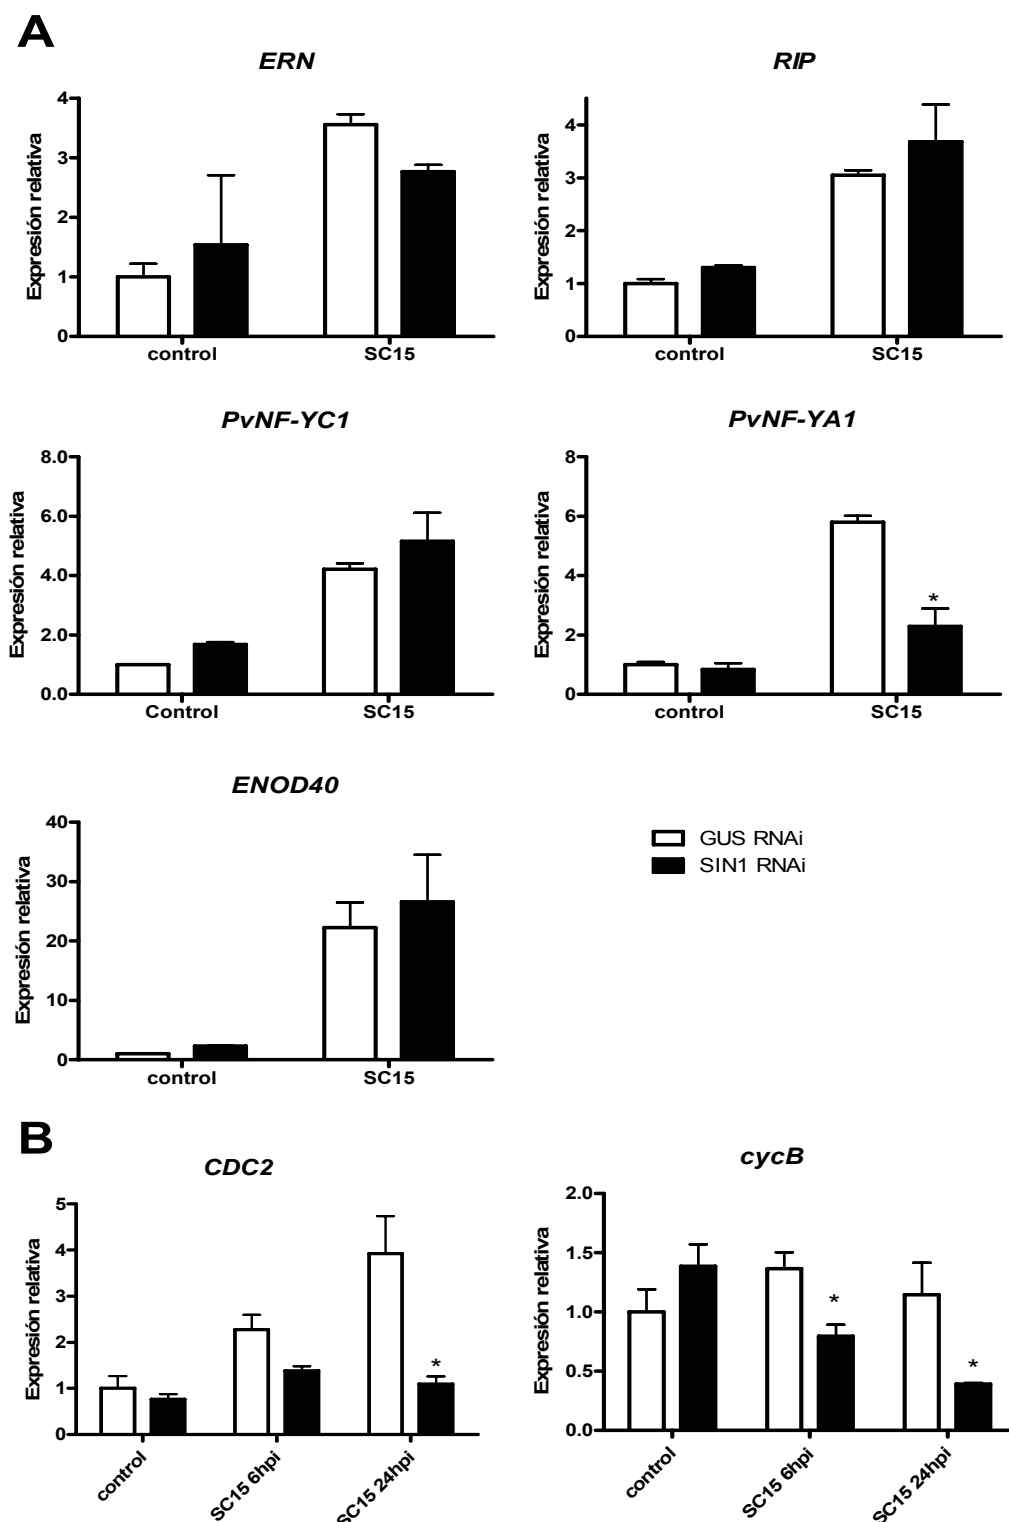 A
ERN
RIP
Expresión relativa
4
3
2
1
0
control
SC15
Expresión relativa
4
3
2
1
0
control
SC15
PvNF-YC1
PvNF-YA1
Expresión relativa
8.0
6.0
4.0
2.0
0.0
Control
SC15
Expresión relativa
8
6
4
2
0
*
control
SC15
ENOD40
Expresión relativa
40
30
20
10
0
control
SC15
GUS RNAi
SIN1 RNAi
B
CDC2
cycB
Expresión relativa
5
4
3
2
1
0
*
control
SC15 6hpi
SC15 24hpi
Expresión relativa
2.0
1.5
1.0
0.5
0.0
*
*
control
SC15 6hpi
SC15 24hpi